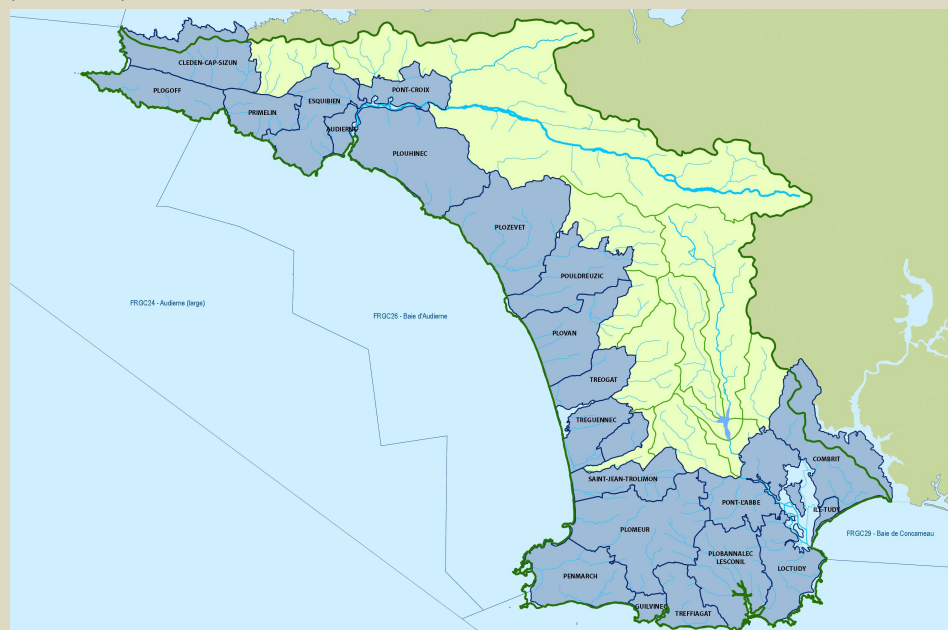 CLEDEN-CAP-SIZUN
PLOGOFF
PONT-CROIX
ESQUIBIEN
PRIMELIN
AUDIERNE
PLOUHINEC
PLOZEVET
POULDREUZIC
FRGC24 - Audierne (large)
FRGC26 - Baie d'Audierne
PLOVAN
TREOGAT
TREGUENNEC
COMBRIT
SAINT-JEAN-TROLIMON
PONT-L'ABBE
ILE-TUDY
PLOMEUR
FRGC29 - Baie de Concarneau
PLOBANNALEC
LESCONIL
LOCTUDY
PENMARCH
GUILVINEC
TREFFIAGAT